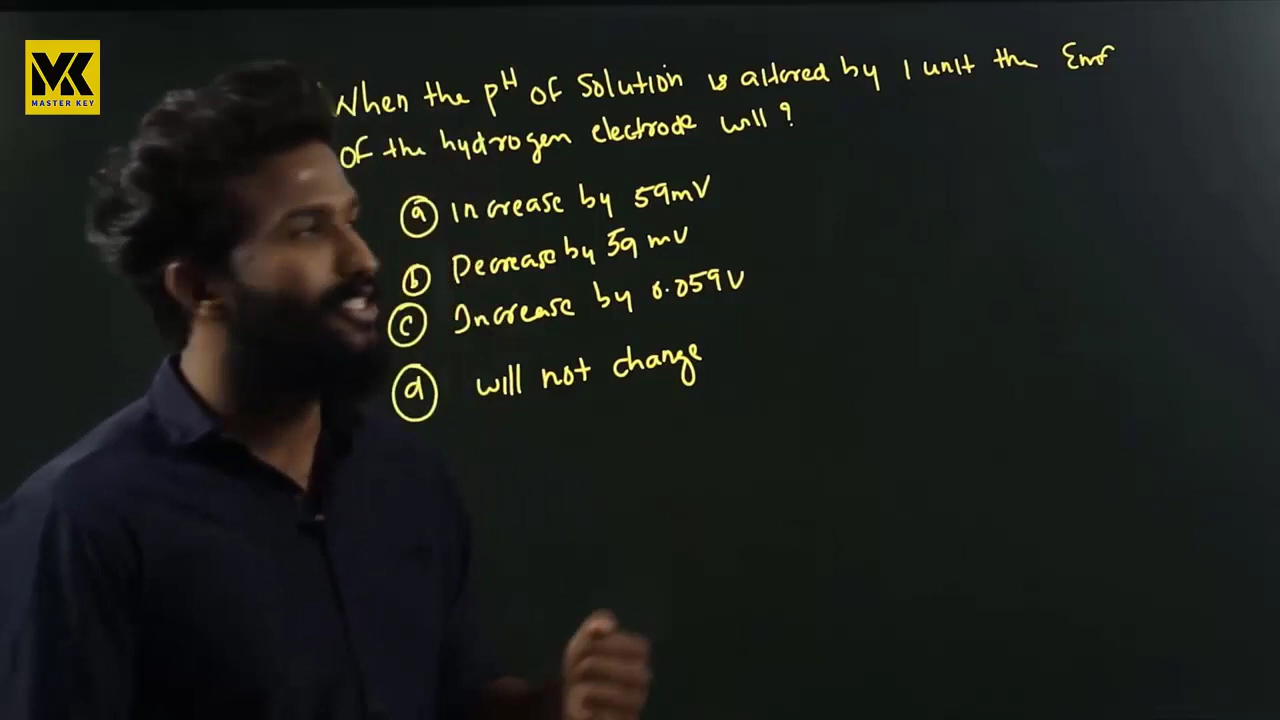 MK
MASTER KEY
When the pH of Solution is altered by 1 unit the Emf
of the hydrogen electrode will ?
(a) Increase by 59mV
(b) Decrease by 59 mV
(c) Increase by 0.059V
(d) will not change